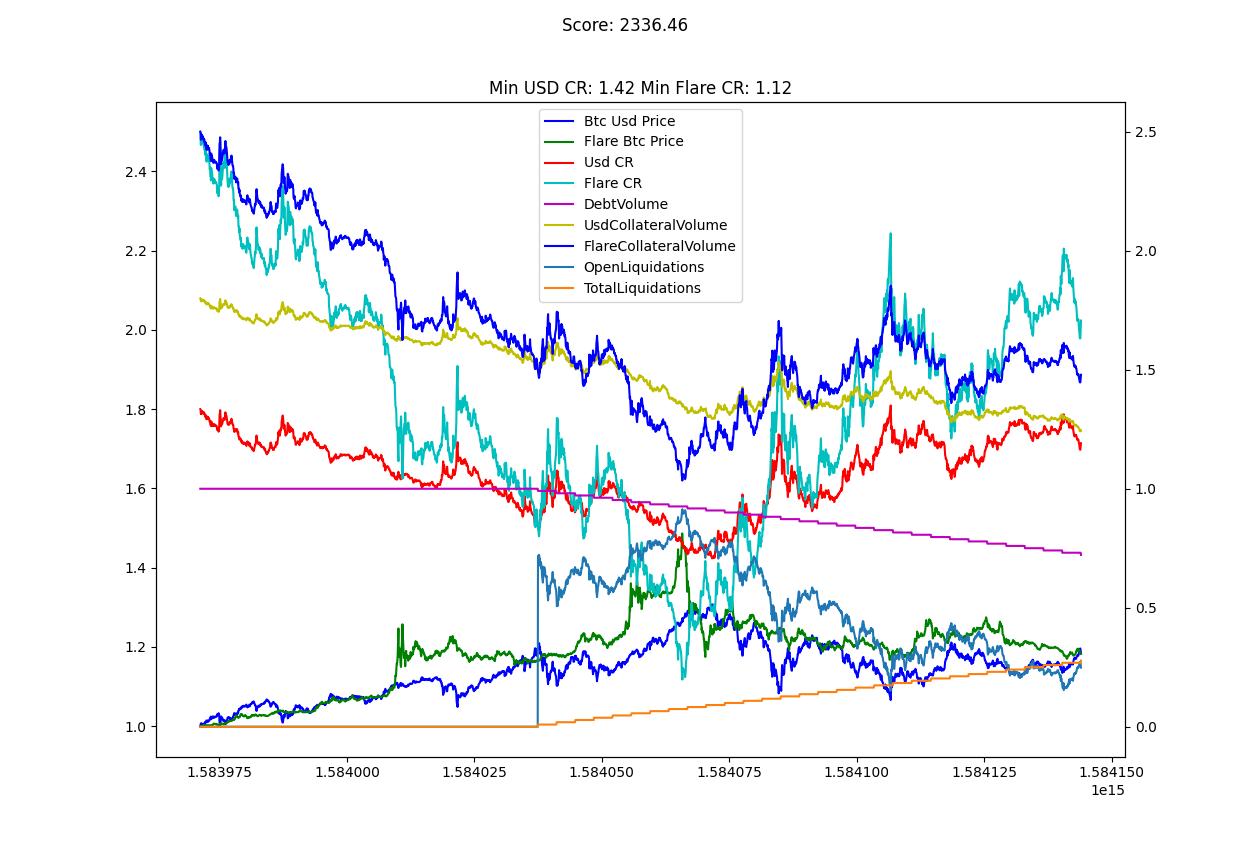 Score: 2336.46
Min USD CR: 1.42 Min Flare CR: 1.12
Btc Usd Price
Flare Btc Price
Usd CR
Flare CR
DebtVolume
UsdCollateralVolume
FlareCollateralVolume
OpenLiquidations
TotalLiquidations
2.4
2.2
2.0
1.8
1.6
1.4
1.2
1.0
2.5
2.0
1.5
1.0
0.5
0.0
1.583975
1.584000
1.584025
1.584050
1.584075
1.584100
1.584125
1.584150
1e15